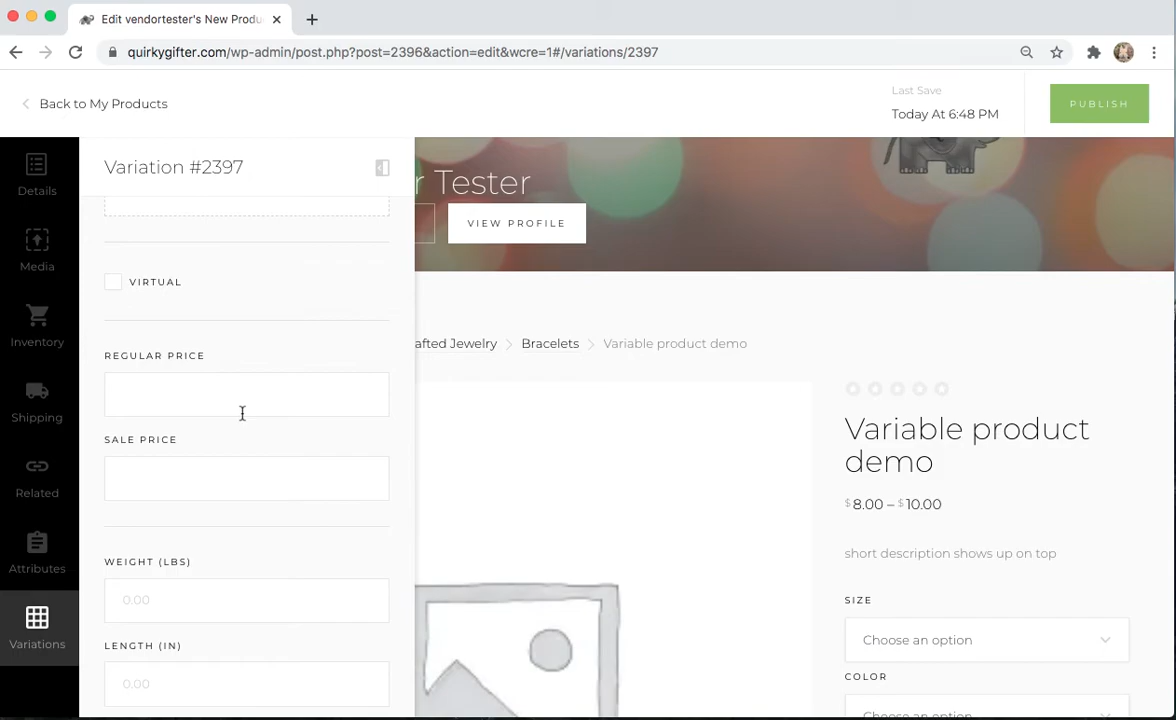 Edit vendortester's New Produ
quirkygifter.com/wp-admin/post.php?post=2396&action=edit&wcre=1#/variations/2397
Back to My Products
Last Save
Today At 6:48 PM
PUBLISH
Details
Media
Inventory
Shipping
Related
Attributes
Variations
Variation #2397
VIRTUAL
REGULAR PRICE
SALE PRICE
WEIGHT (LBS)
0.00
LENGTH (IN)
0.00
r Tester
VIEW PROFILE
afted Jewelry > Bracelets > Variable product demo
Variable product
demo
$8.00 – $10.00
short description shows up on top
SIZE
Choose an option
COLOR
Choose an option